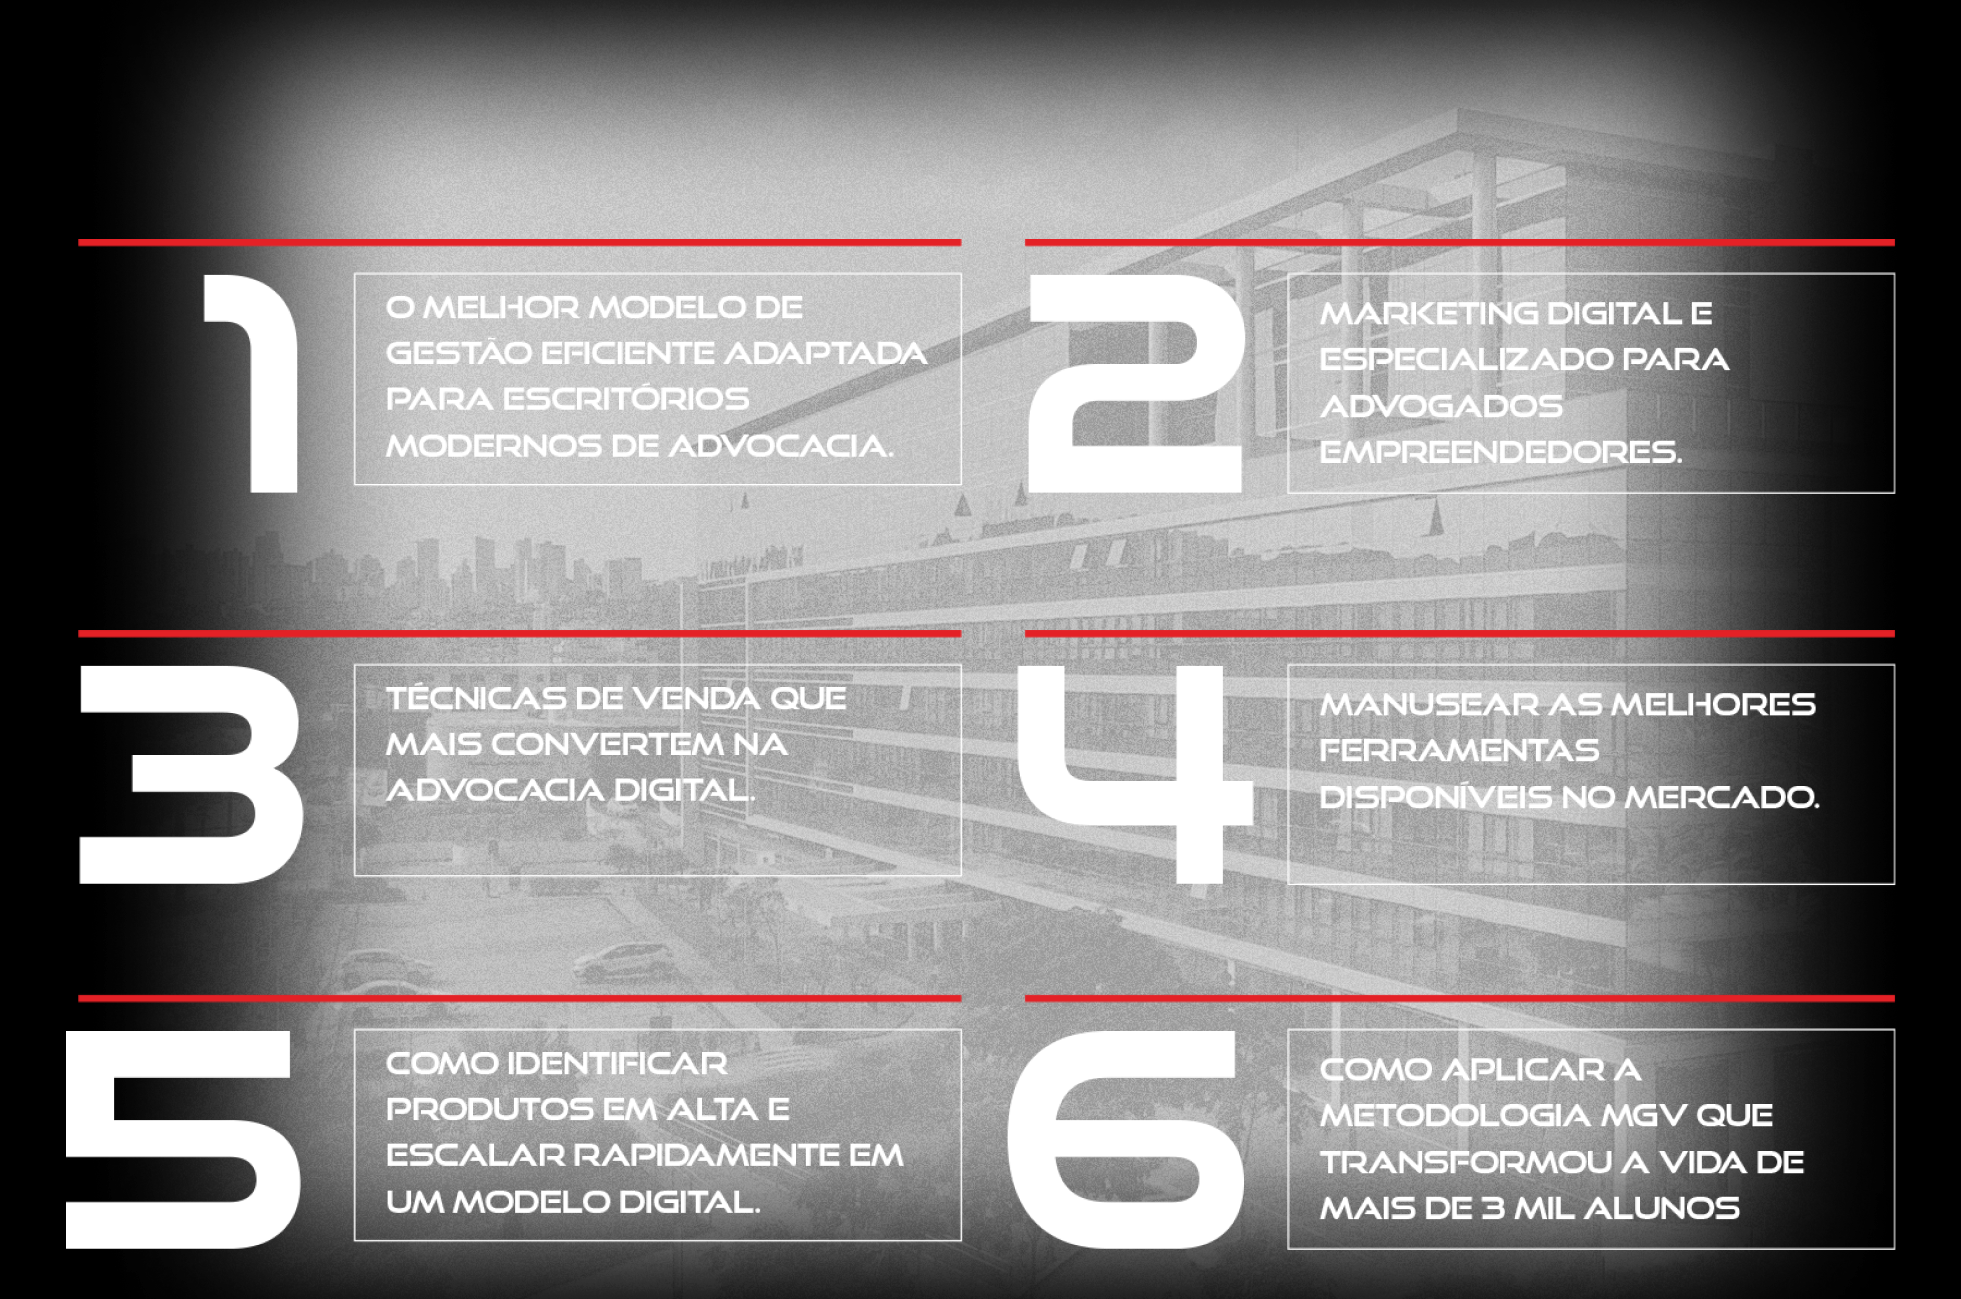 1
O MELHOR MODELO DE
GESTÃO EFICIENTE ADAPTADA
PARA ESCRITÓRIOS
MODERNOS DE ADVOCACIA.
2
MARKETING DIGITAL E
ESPECIALIZADO PARA
ADVOGADOS
EMPREENDEDORES.
3
TÉCNICAS DE VENDA QUE
MAIS CONVERTEM NA
ADVOCACIA DIGITAL.
4
MANUSEAR AS MELHORES
FERRAMENTAS
DISPONÍVEIS NO MERCADO.
5
COMO IDENTIFICAR
PRODUTOS EM ALTA E
ESCALAR RAPIDAMENTE EM
UM MODELO DIGITAL.
6
COMO APLICAR A
METODOLOGIA MGV QUE
TRANSFORMOU A VIDA DE
MAIS DE 3 MIL ALUNOS